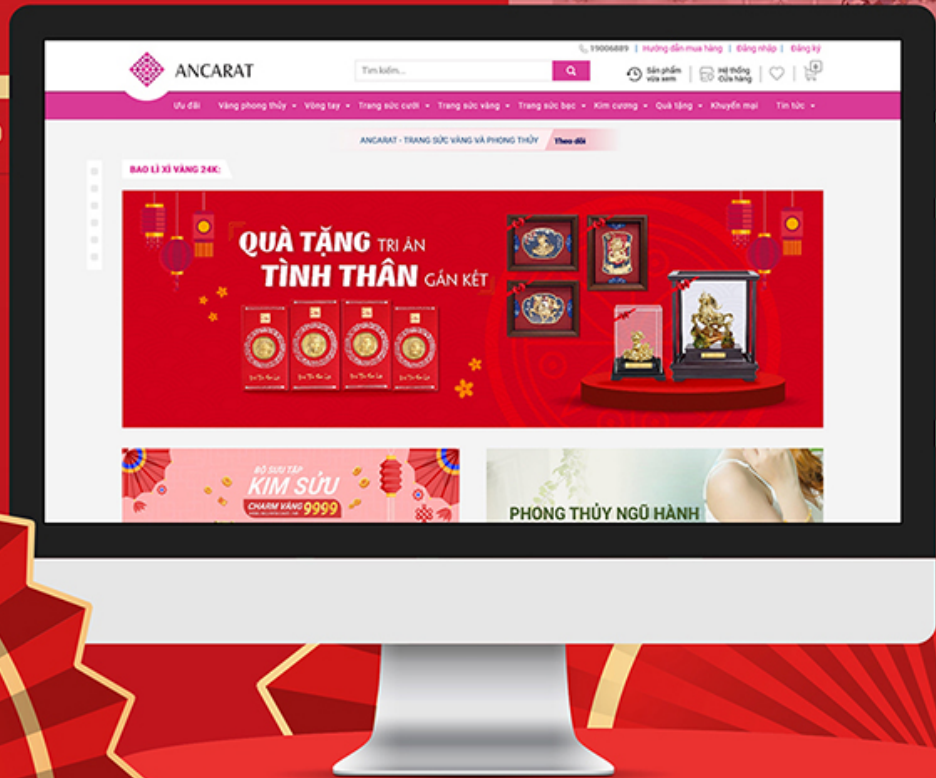 19006889 | Hướng dẫn mua hàng | Đăng nhập | Đăng ký
ANCARAT
Tìm kiếm...
Sản phẩm vừa xem
Hệ thống Cửa hàng
0
Ưu đãi Vàng phong thủy Vòng tay Trang sức cưới Trang sức vàng Trang sức bạc Kim cương Quà tặng Khuyến mại Tin tức
ANCARAT - TRANG SỨC VÀNG VÀ PHONG THỦY Theo dõi
BAO LÌ XÌ VÀNG 24K:
QUÀ TẶNG TRI ÂN
TÌNH THÂN GẮN KẾT
BỘ SƯU TẬP
KIM SỬU
CHARM VÀNG 9999
PHONG THỦY NGŨ HÀNH